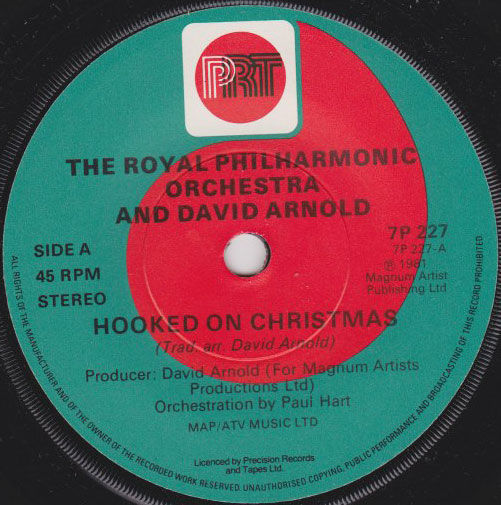 PRT
THE ROYAL PHILHARMONIC
ORCHESTRA
AND DAVID ARNOLD
SIDE A
45 RPM
STEREO
7P 227
7P 227-A
℗ 1981
Magnum Artist
Publishing Ltd
HOOKED ON CHRISTMAS
(Trad. arr. David Arnold)
Producer: David Arnold (For Magnum Artists
Productions Ltd)
Orchestration by Paul Hart
MAP/ATV MUSIC LTD
Licenced by Precision Records
and Tapes Ltd.
ALL RIGHTS OF THE MANUFACTURER AND OF THE OWNER OF THE RECORDED WORK RESERVED. UNAUTHORISED COPYING, PUBLIC PERFORMANCE AND BROADCASTING OF THIS RECORD PROHIBITED.